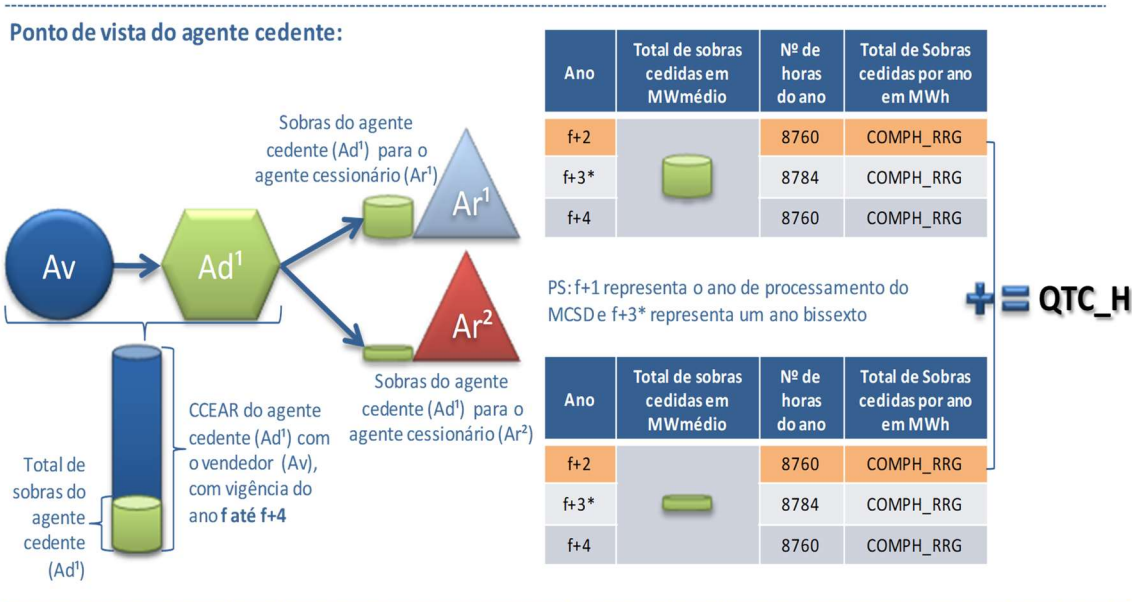 Ponto de vista do agente cedente:
Sobras do agente
cedente (Ad¹) para o
agente cessionário (Ar¹)
Av
Ad¹
Ar¹
Ar²
Sobras do agente
cedente (Ad¹) para o
agente cessionário (Ar²)
CCEAR do agente
cedente (Ad¹) com
o vendedor (Av),
com vigência do
ano f até f+4
Total de
sobras do
agente
cedente
(Ad¹)
Ano
Total de sobras
cedidas em
MWmédio
Nº de
horas
do ano
Total de Sobras
cedidas por ano
em MWh
f+2 8760 COMPH_RRG
f+3* 8784 COMPH_RRG
f+4 8760 COMPH_RRG
PS: f+1 representa o ano de processamento do
MCSD e f+3* representa um ano bissexto
+ = QTC_H
Ano
Total de sobras
cedidas em
MWmédio
Nº de
horas
do ano
Total de Sobras
cedidas por ano
em MWh
f+2 8760 COMPH_RRG
f+3* 8784 COMPH_RRG
f+4 8760 COMPH_RRG